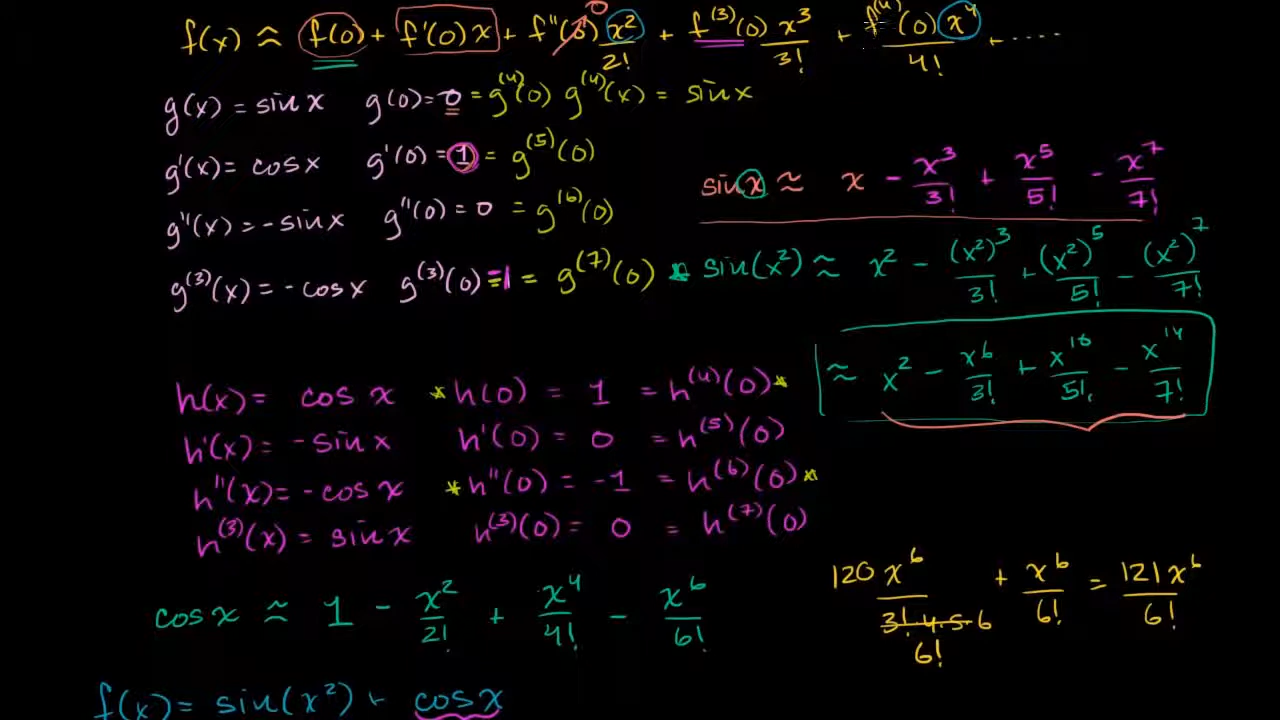 f(x) ≈ f(0) + f'(0)x + f''(0) x²/2! + f⁽³⁾(0) x³/3! + f⁽⁴⁾(0) x⁴/4! + ....
0
g(x) = sin x g(0) = 0 = g⁽⁴⁾(0) g⁽⁴⁾(x) = sin x
g'(x) = cos x g'(0) = 1 = g⁽⁵⁾(0)
g''(x) = -sin x g''(0) = 0 = g⁽⁶⁾(0)
g⁽³⁾(x) = -cos x g⁽³⁾(0) = -1 = g⁽⁷⁾(0)
sin x ≈ x - x³/3! + x⁵/5! - x⁷/7!
* sin(x²) ≈ x² - (x²)³/3! + (x²)⁵/5! - (x²)⁷/7!
≈ x² - x⁶/3! + x¹⁰/5! - x¹⁴/7!
h(x) = cos x * h(0) = 1 = h⁽⁴⁾(0) *
h'(x) = -sin x h'(0) = 0 = h⁽⁵⁾(0)
h''(x) = -cos x * h''(0) = -1 = h⁽⁶⁾(0) *
h⁽³⁾(x) = sin x h⁽³⁾(0) = 0 = h⁽⁷⁾(0)
cos x ≈ 1 - x²/2! + x⁴/4! - x⁶/6!
120x⁶/3!·4·5·6 + x⁶/6! = 121x⁶/6!
6!
f(x) = sin(x²) + cos x